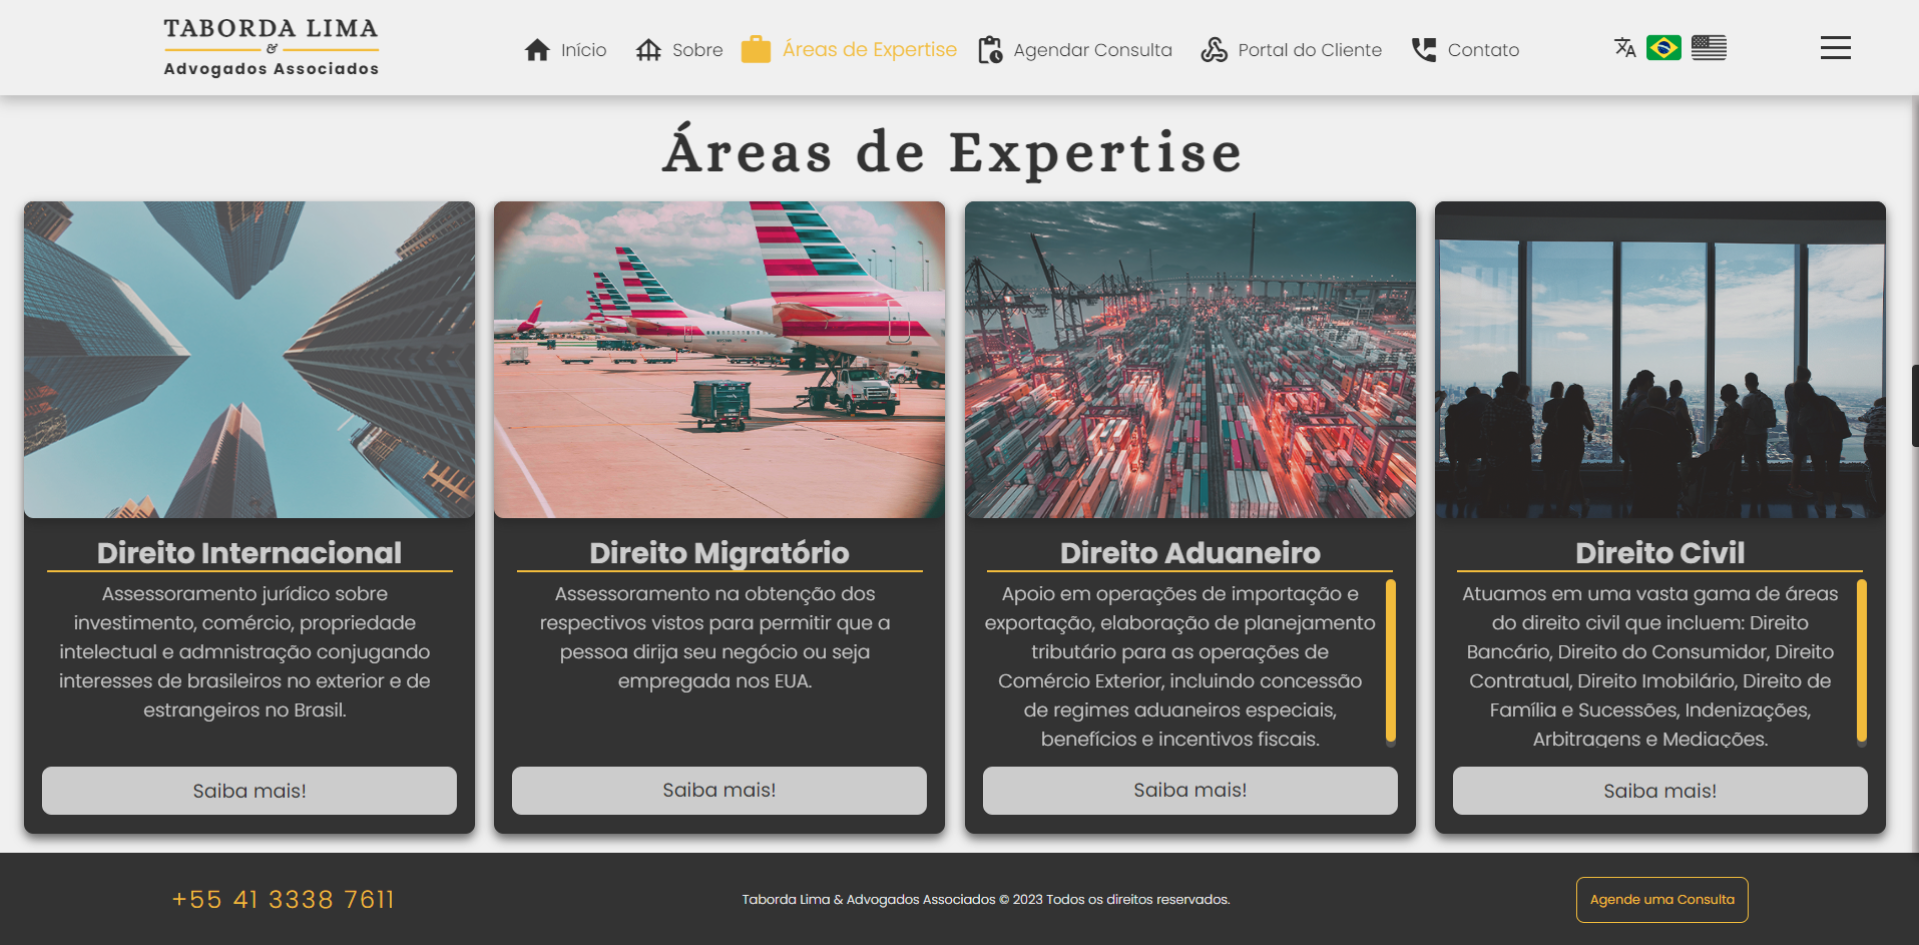 TABORDA LIMA
&
Advogados Associados
Início
Sobre
Áreas de Expertise
Agendar Consulta
Portal do Cliente
Contato
Áreas de Expertise
Direito Internacional
Assessoramento jurídico sobre
investimento, comércio, propriedade
intelectual e admnistração conjugando
interesses de brasileiros no exterior e de
estrangeiros no Brasil.
Saiba mais!
Direito Migratório
Assessoramento na obtenção dos
respectivos vistos para permitir que a
pessoa dirija seu negócio ou seja
empregada nos EUA.
Saiba mais!
Direito Aduaneiro
Apoio em operações de importação e
exportação, elaboração de planejamento
tributário para as operações de
Comércio Exterior, incluindo concessão
de regimes aduaneiros especiais,
benefícios e incentivos fiscais.
Saiba mais!
Direito Civil
Atuamos em uma vasta gama de áreas
do direito civil que incluem: Direito
Bancário, Direito do Consumidor, Direito
Contratual, Direito Imobilário, Direito de
Família e Sucessões, Indenizações,
Arbitragens e Mediações.
Saiba mais!
+55 41 3338 7611
Taborda Lima & Advogados Associados © 2023 Todos os direitos reservados.
Agende uma Consulta